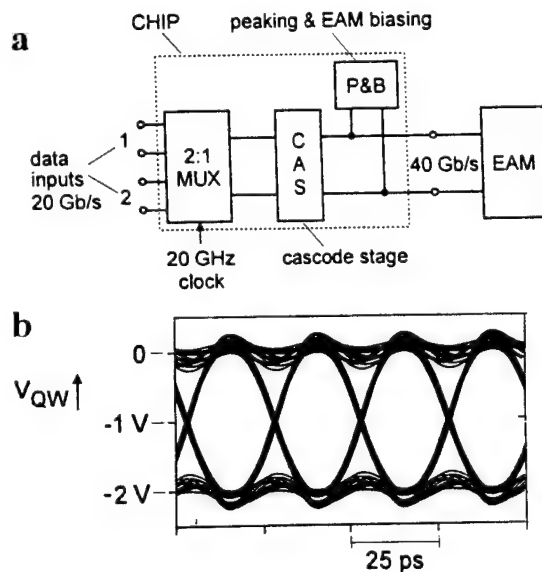 a
CHIP
peaking & EAM biasing
P&B
1
data
inputs
20 Gb/s
2
2:1
MUX
C
A
S
40 Gb/s
EAM
20 GHz
clock
cascode stage
b
0
VQW
-1 V
-2 V
25 ps